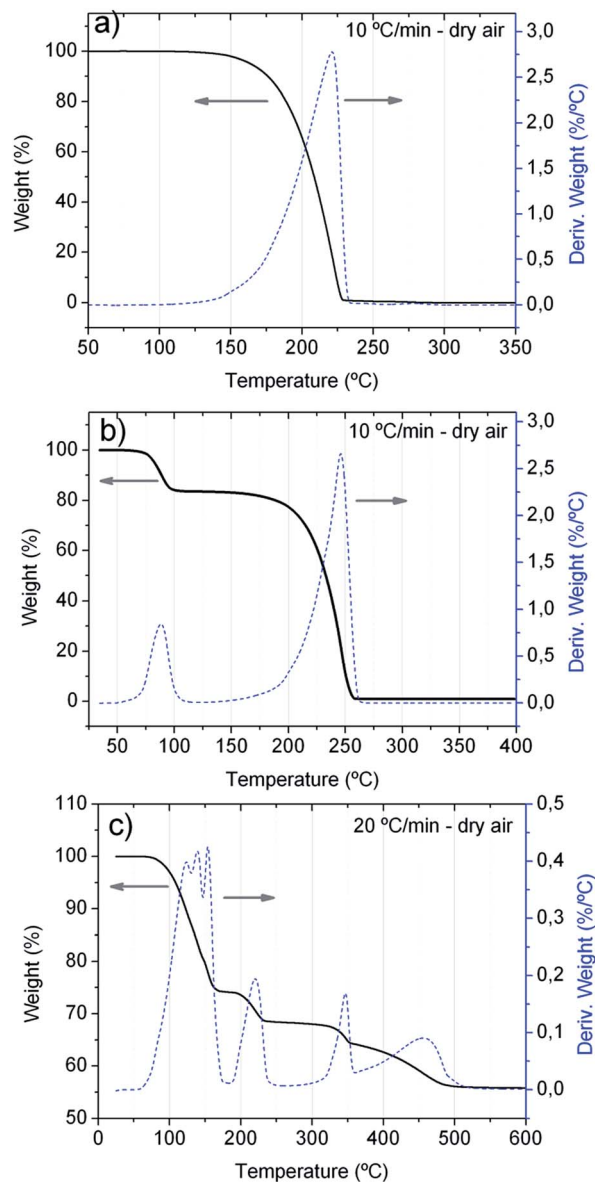 a)
10 ºC/min - dry air
Weight (%)
100
80
60
40
20
0
3,0
2,5
2,0
1,5
1,0
0,5
0,0
Deriv. Weight (%/ºC)
50 100 150 200 250 300 350
Temperature (ºC)
b)
10 ºC/min - dry air
Weight (%)
100
80
60
40
20
0
3,0
2,5
2,0
1,5
1,0
0,5
0,0
Deriv. Weight (%/ºC)
50 100 150 200 250 300 350 400
Temperature (ºC)
c)
20 ºC/min - dry air
Weight (%)
110
100
90
80
70
60
50
0,5
0,4
0,3
0,2
0,1
0,0
Deriv. Weight (%/ºC)
0 100 200 300 400 500 600
Temperature (ºC)